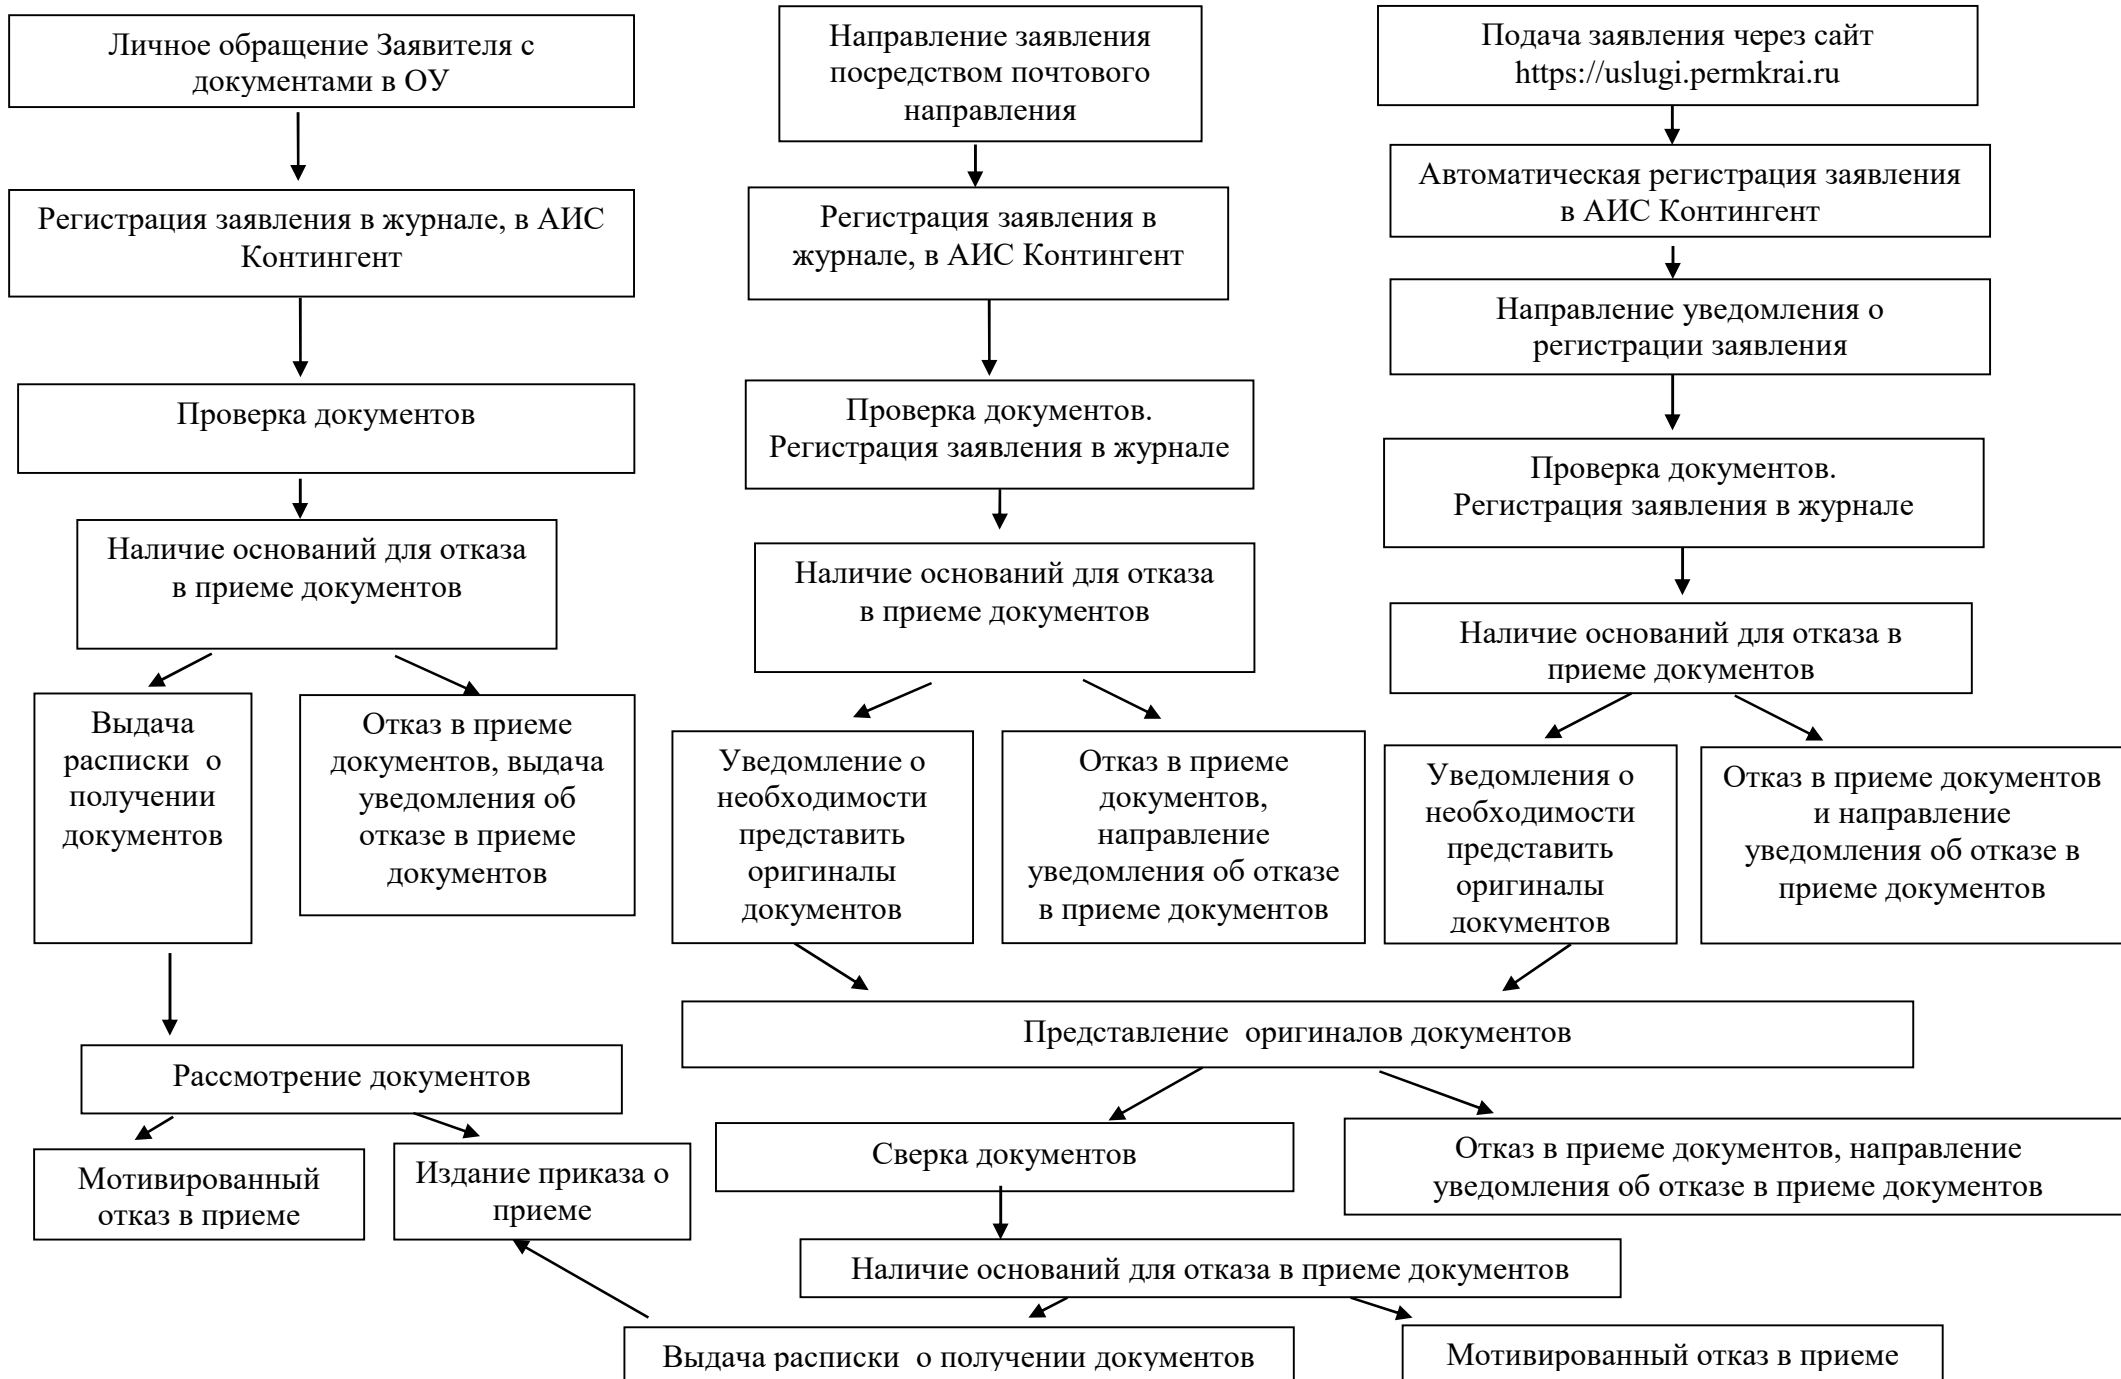 Личное обращение Заявителя с
документами в ОУ
Направление заявления
посредством почтового
направления
Подача заявления через сайт
https://uslugi.permkrai.ru
Регистрация заявления в журнале, в АИС
Контингент
Регистрация заявления в
журнале, в АИС Контингент
Автоматическая регистрация заявления
в АИС Контингент
Направление уведомления о
регистрации заявления
Проверка документов
Проверка документов.
Регистрация заявления в журнале
Проверка документов.
Регистрация заявления в журнале
Наличие оснований для отказа
в приеме документов
Наличие оснований для отказа
в приеме документов
Наличие оснований для отказа в
приеме документов
Выдача
расписки о
получении
документов
Отказ в приеме
документов, выдача
уведомления об
отказе в приеме
документов
Уведомление о
необходимости
представить
оригиналы
документов
Отказ в приеме
документов,
направление
уведомления об отказе
в приеме документов
Уведомления о
необходимости
представить
оригиналы
документов
Отказ в приеме документов
и направление
уведомления об отказе в
приеме документов
Представление оригиналов документов
Рассмотрение документов
Мотивированный
отказ в приеме
Издание приказа о
приеме
Сверка документов
Отказ в приеме документов, направление
уведомления об отказе в приеме документов
Наличие оснований для отказа в приеме документов
Выдача расписки о получении документов
Мотивированный отказ в приеме